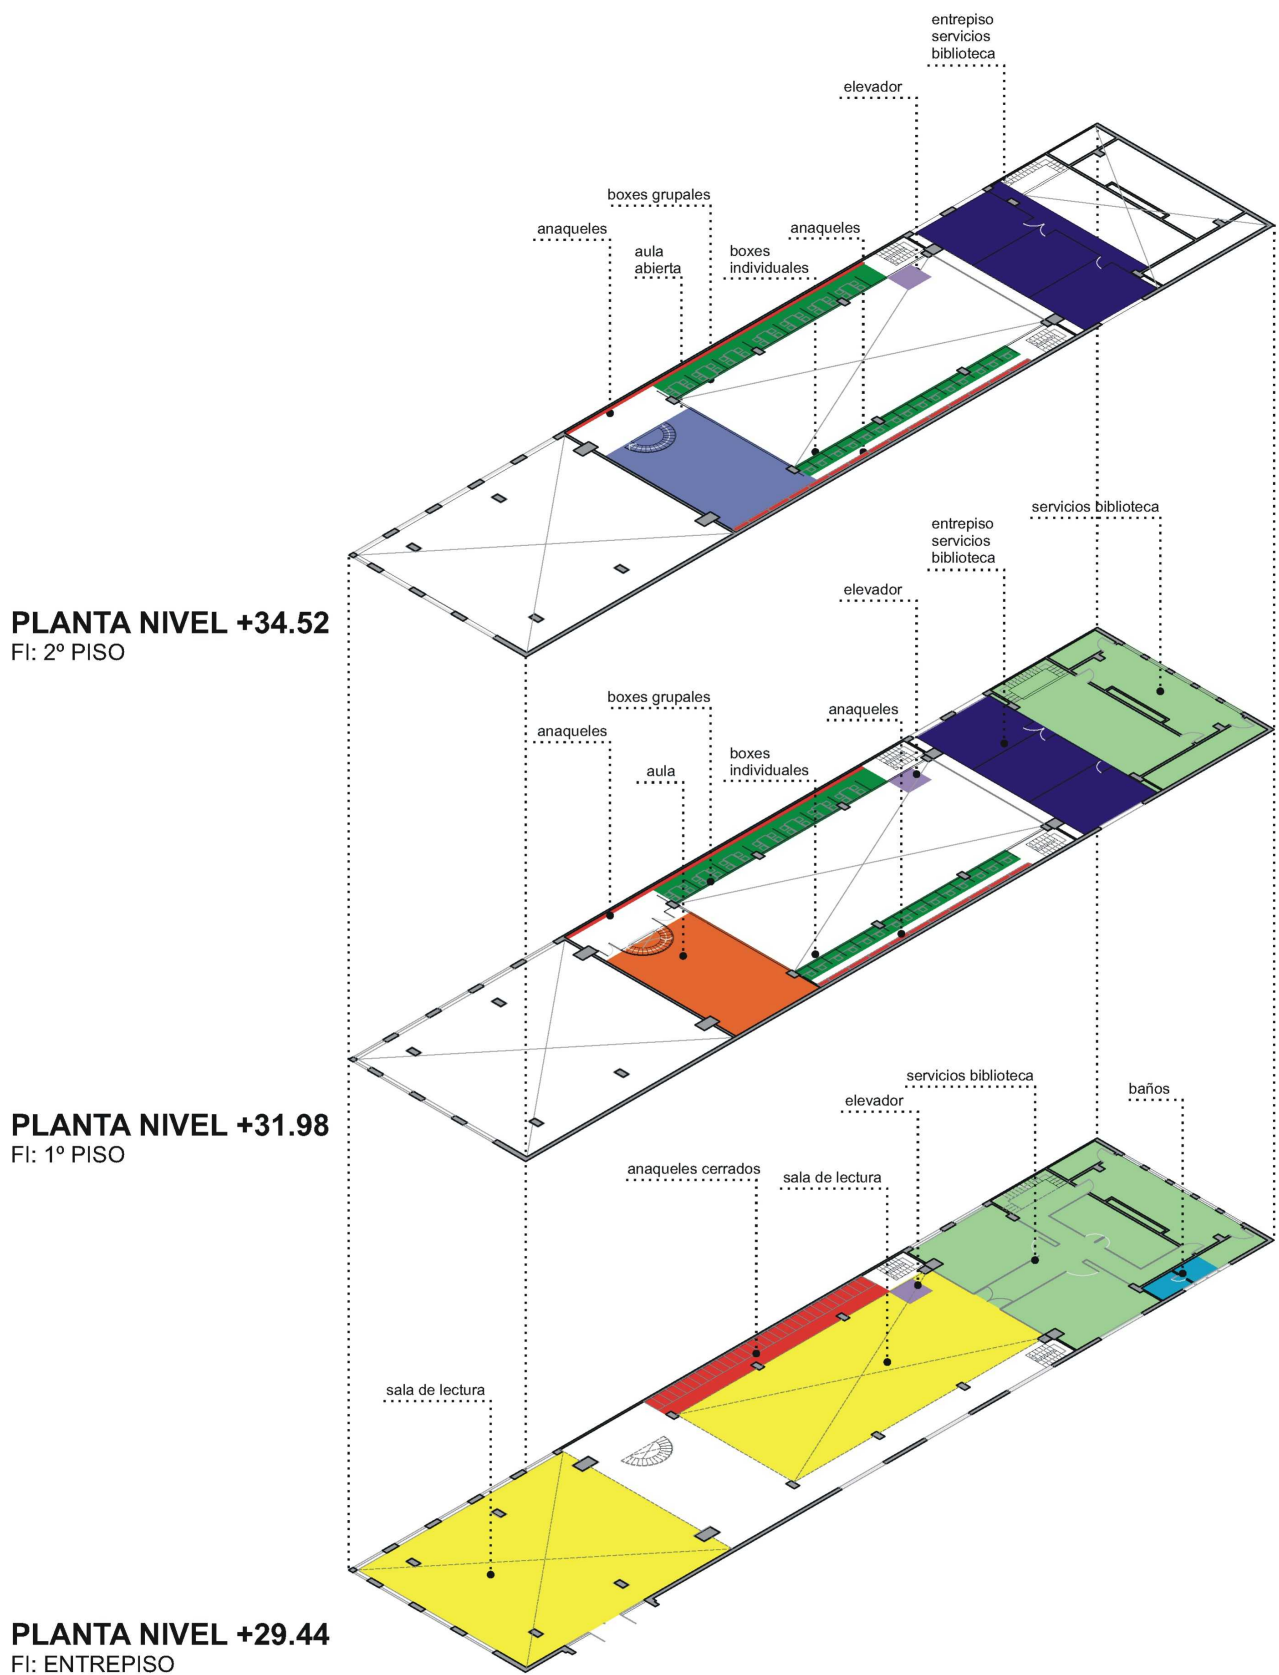 entrepiso
servicios
biblioteca
elevador
boxes grupales
anaqueles
aula
abierta
boxes
individuales
anaqueles
PLANTA NIVEL +34.52
FI: 2º PISO
servicios biblioteca
entrepiso
servicios
biblioteca
elevador
boxes grupales
anaqueles
anaqueles
aula
boxes
individuales
PLANTA NIVEL +31.98
FI: 1º PISO
servicios biblioteca
baños
elevador
anaqueles cerrados
sala de lectura
sala de lectura
PLANTA NIVEL +29.44
FI: ENTREPISO